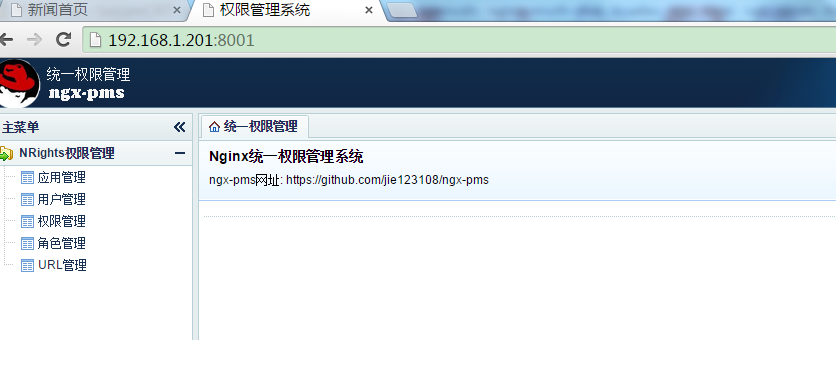 新闻首页
权限管理系统
192.168.1.201:8001
统一权限管理
ngx-pms
主菜单
统一权限管理
NRights权限管理
Nginx统一权限管理系统
应用管理
ngx-pms网址: https://github.com/jie123108/ngx-pms
用户管理
权限管理
角色管理
URL管理